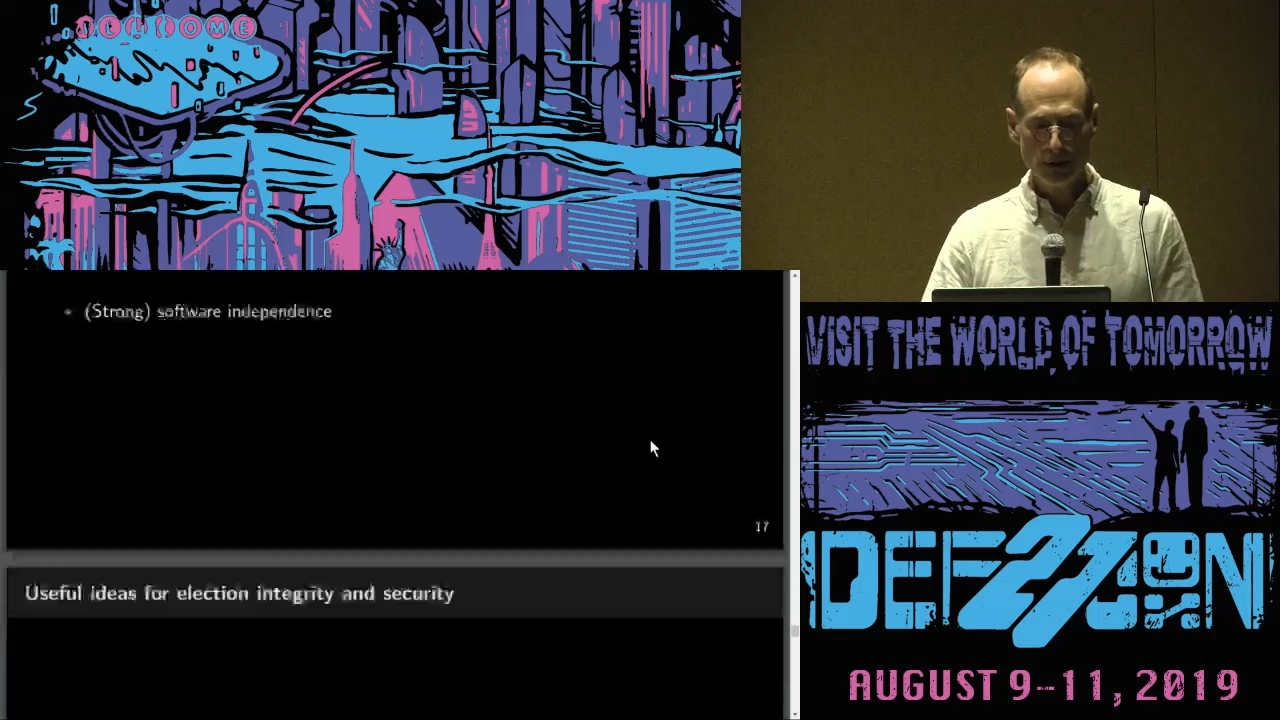 WELCOME
• (Strong) software independence
17
Useful ideas for election integrity and security
VISIT THE WORLD OF TOMORROW
DEF 27 CON
AUGUST 9-11, 2019